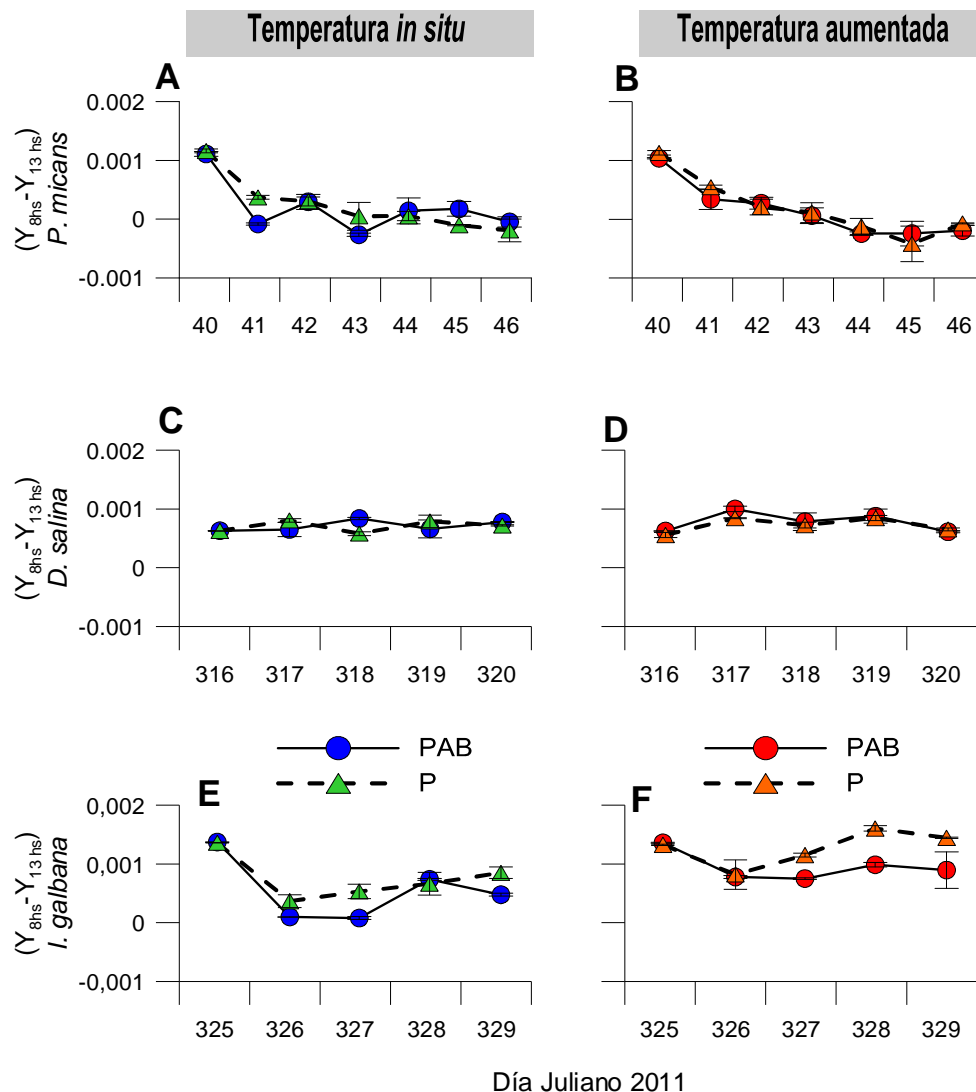 Temperatura in situ
Temperatura aumentada
A
B
(Y8hs-Y13 hs)
P. micans
0.002
0.001
0
-0.001
40 41 42 43 44 45 46
40 41 42 43 44 45 46
C
D
(Y8hs-Y13 hs)
D. salina
0.002
0.001
0
-0.001
316 317 318 319 320
316 317 318 319 320
PAB
P
PAB
P
E
F
(Y8hs-Y13 hs)
I. galbana
0,002
0,001
0
-0,001
325 326 327 328 329
325 326 327 328 329
Día Juliano 2011